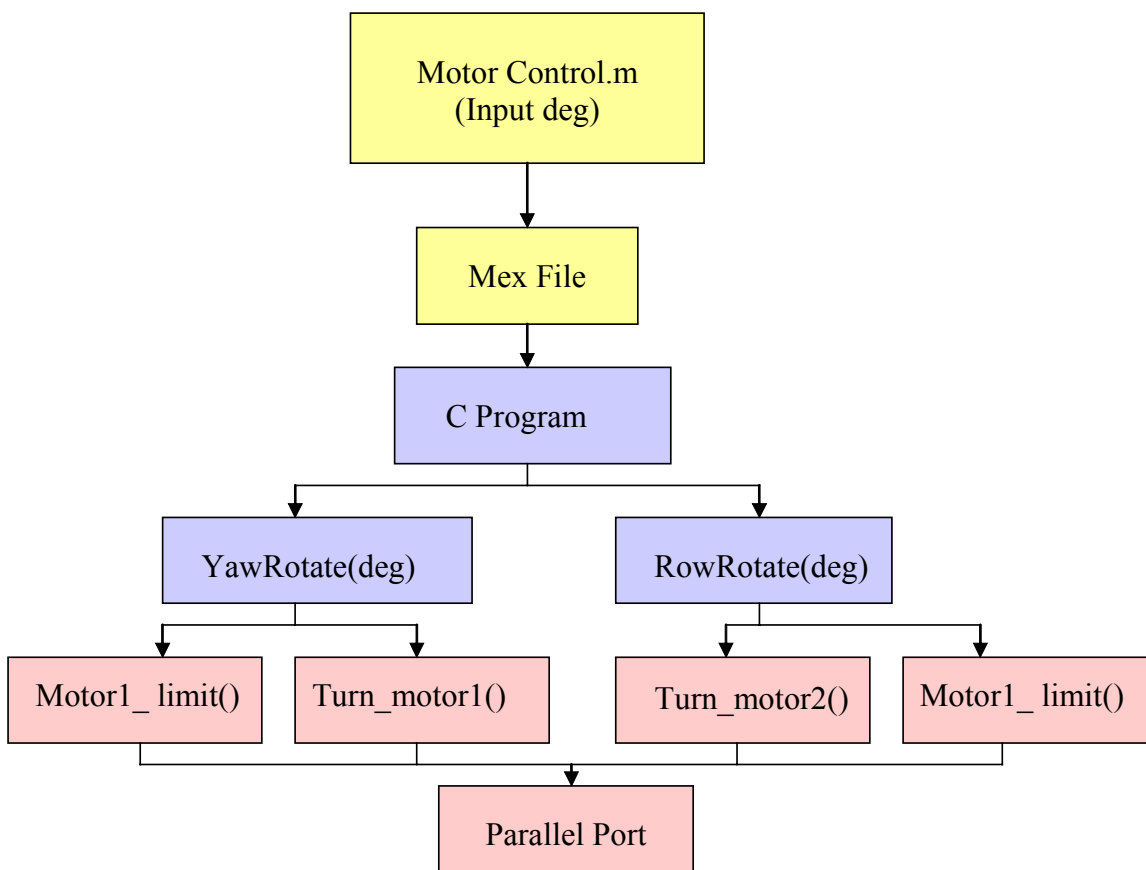 Motor Control.m
(Input deg)
Mex File
C Program
YawRotate(deg)
RowRotate(deg)
Motor1_ limit()
Turn_motor1()
Turn_motor2()
Motor1_ limit()
Parallel Port